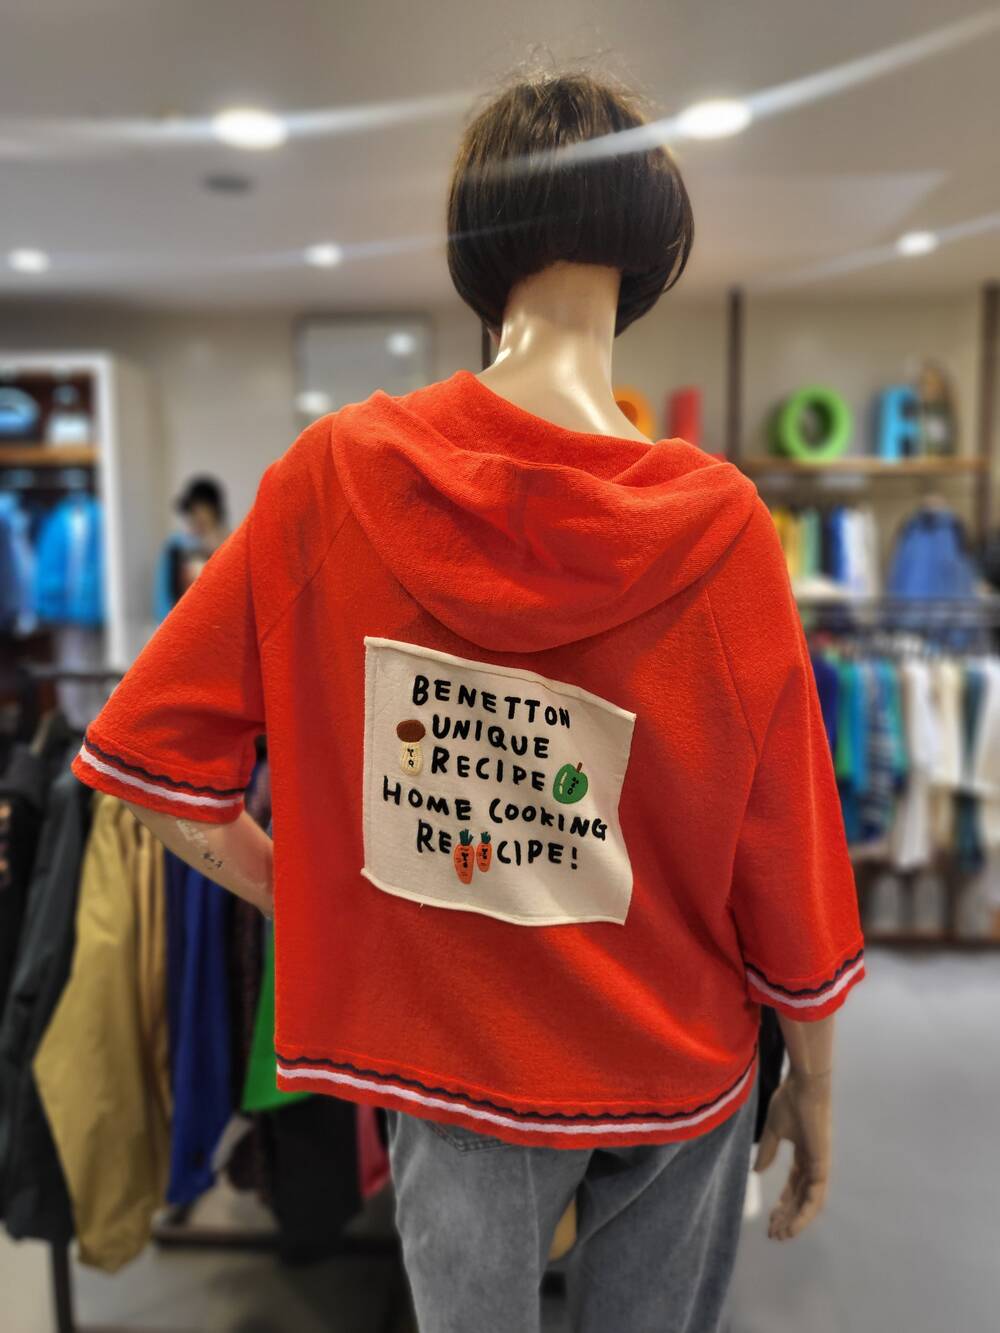 BENETTON
UNIQUE
RECIPE
HOME COOKING
RECIPE!